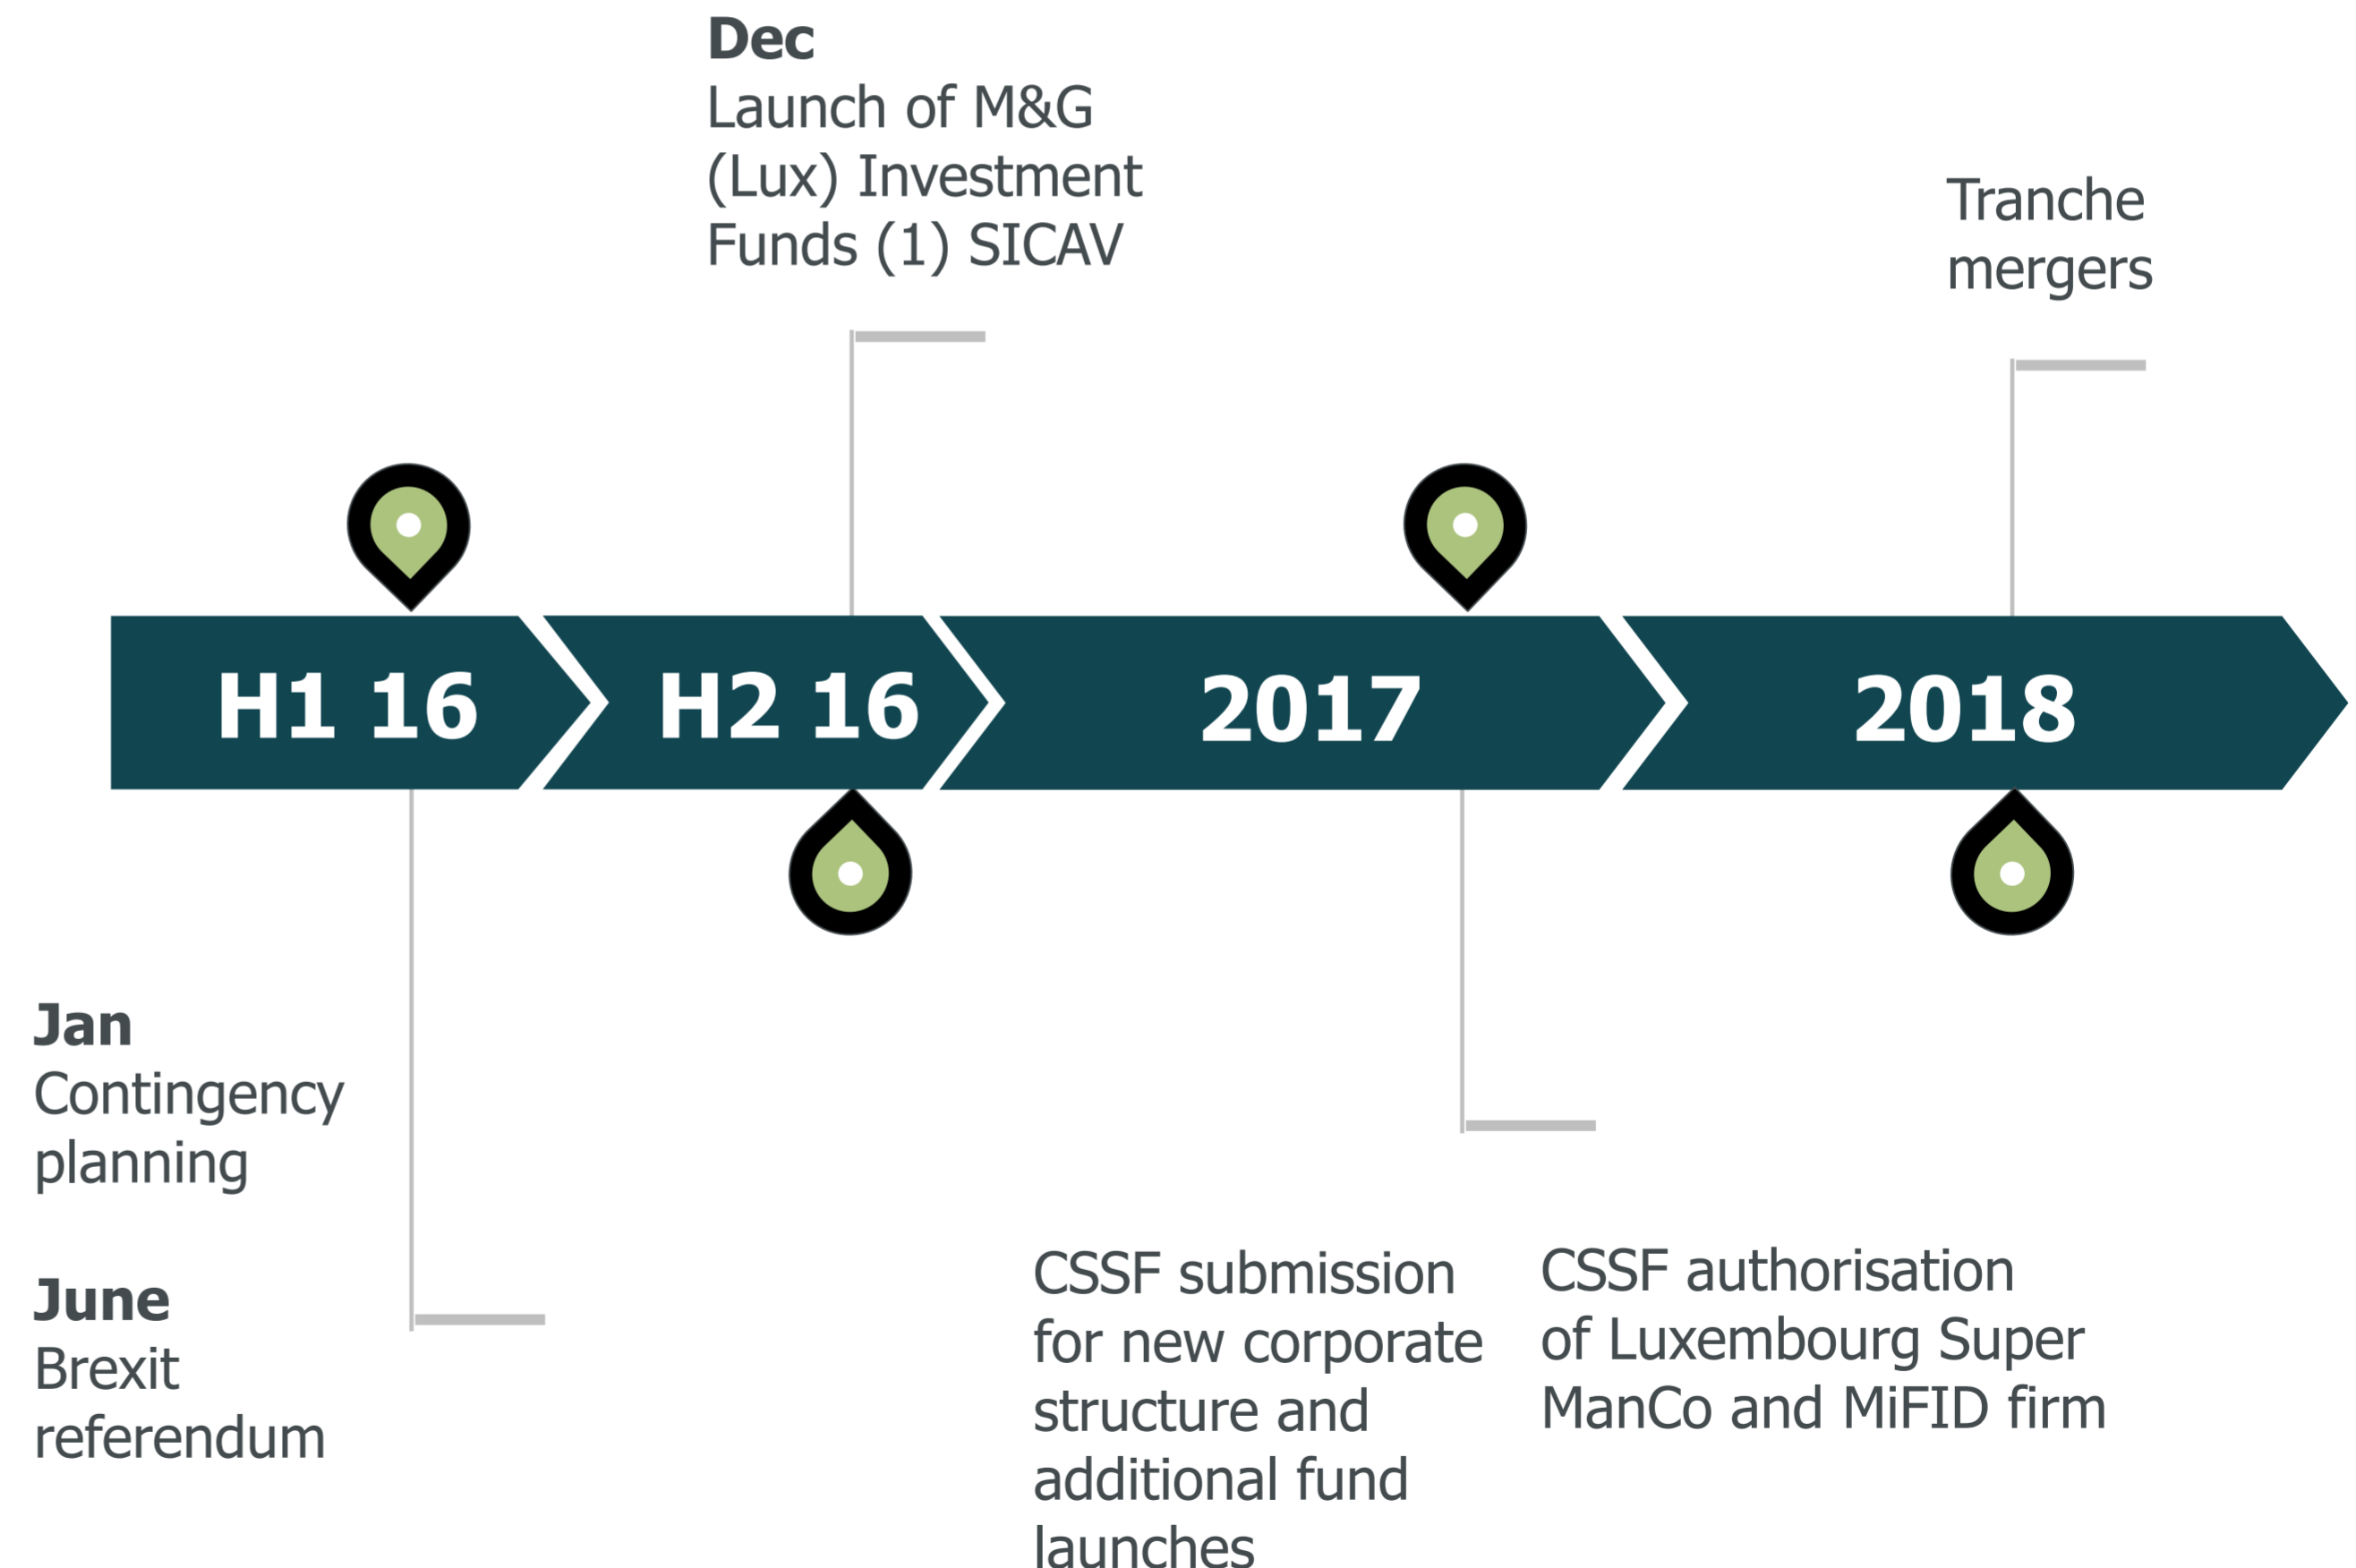 Dec
Launch of M&G
(Lux) Investment
Funds (1) SICAV
Tranche
mergers
H1 16
H2 16
2017
2018
Jan
Contingency
planning
June
Brexit
referendum
CSSF submission
for new corporate
structure and
additional fund
launches
CSSF authorisation
of Luxembourg Super
ManCo and MiFID firm